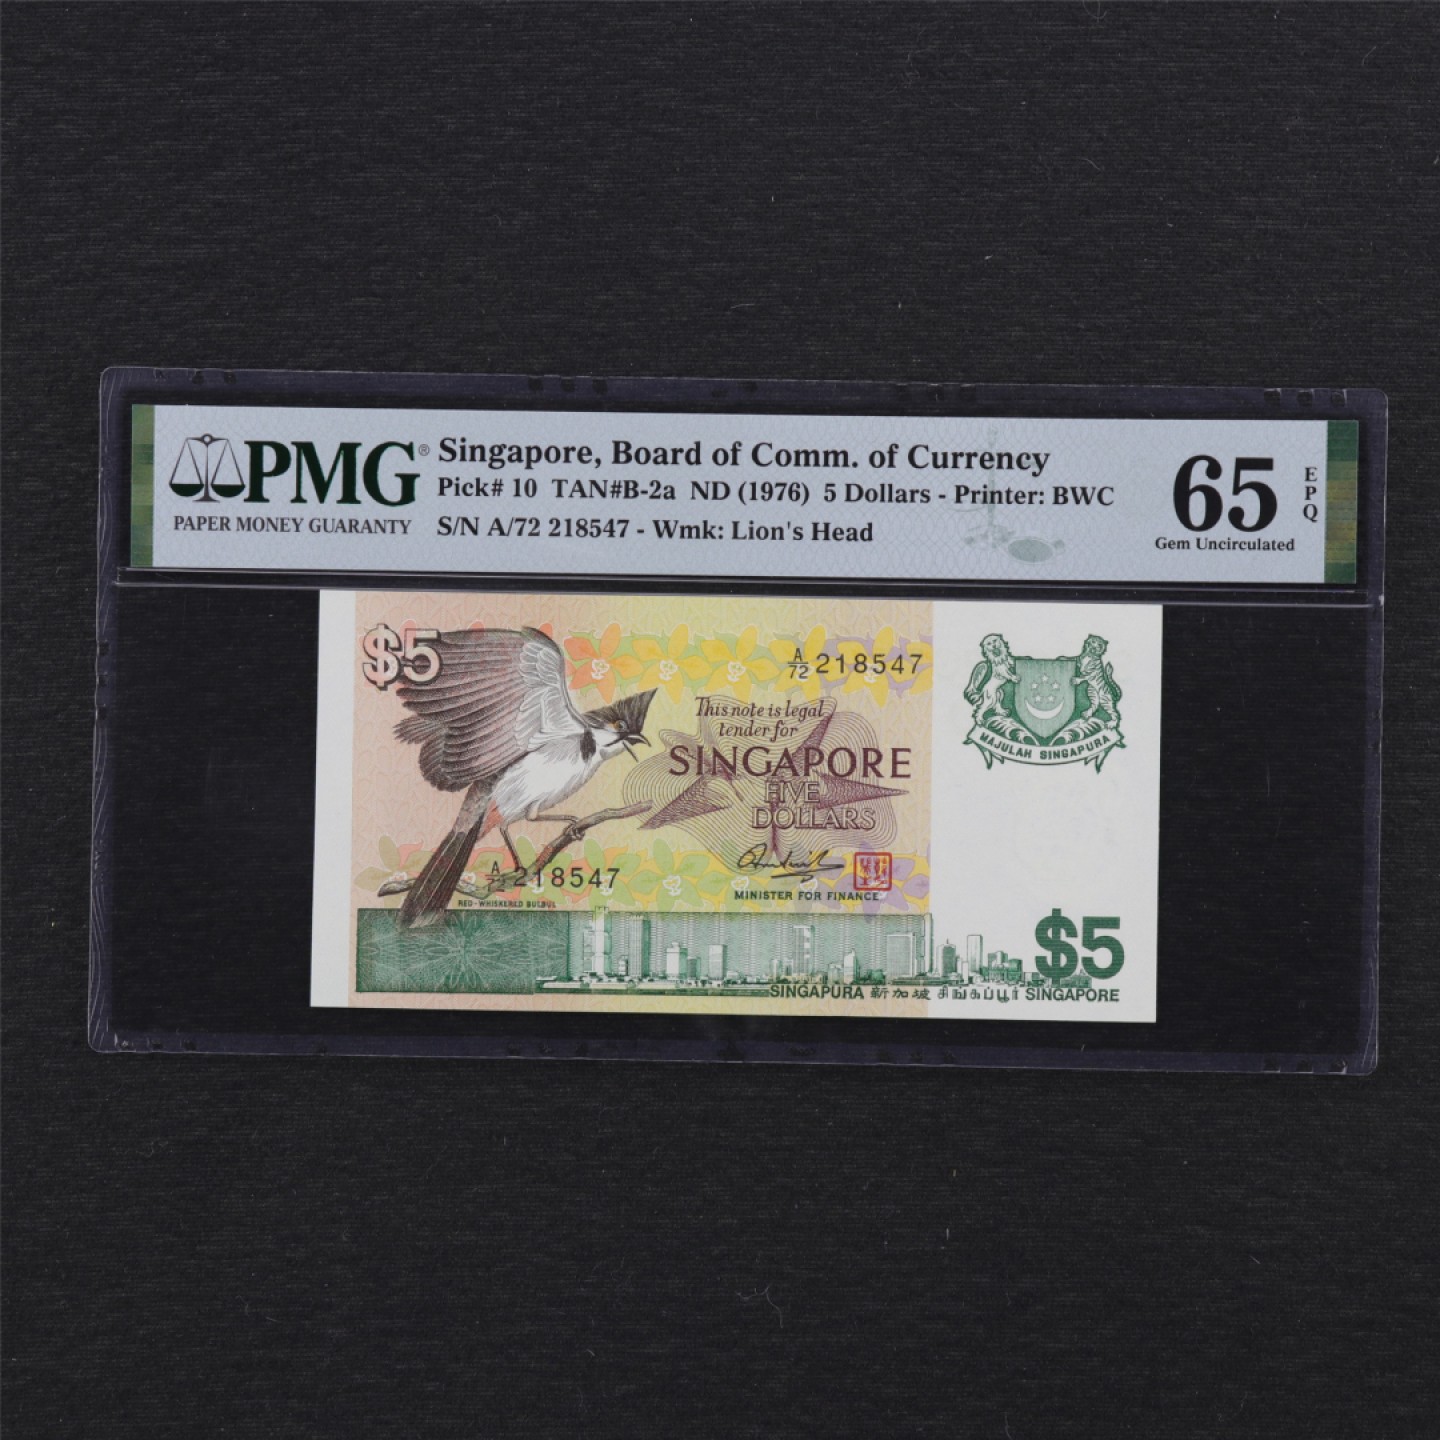 PMG®
PAPER MONEY GUARANTY
Singapore, Board of Comm. of Currency
Pick# 10 TAN#B-2a ND (1976) 5 Dollars - Printer: BWC
S/N A/72 218547 - Wmk: Lion's Head
65
EPQ
Gem Uncirculated
$5
A/72 218547
This note is legal
tender for
SINGAPORE
FIVE
DOLLARS
MINISTER FOR FINANCE
MAJULAH SINGAPURA
A/72 218547
RED-WHISKERED BULBUL
$5
SINGAPURA 新加坡 சிங்கப்பூர் SINGAPORE